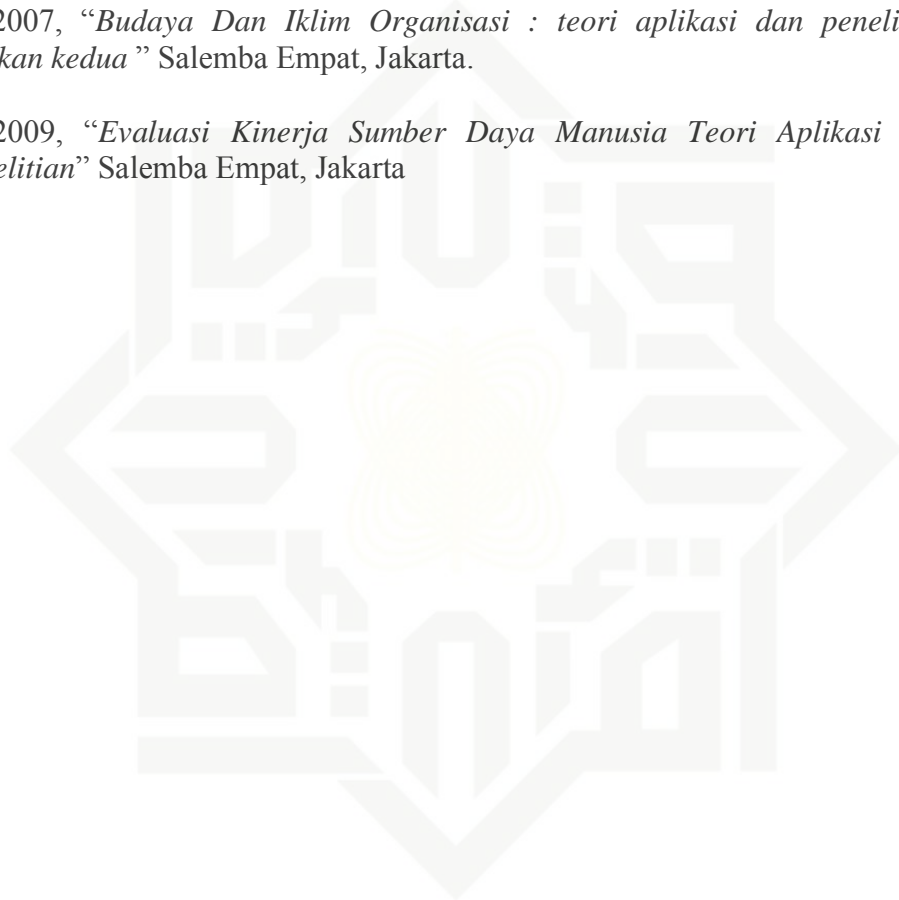 2007, “Budaya Dan Iklim Organisasi : teori aplikasi dan peneli
kan kedua ” Salemba Empat, Jakarta.
2009, “Evaluasi Kinerja Sumber Daya Manusia Teori Aplikasi
elitian” Salemba Empat, Jakarta